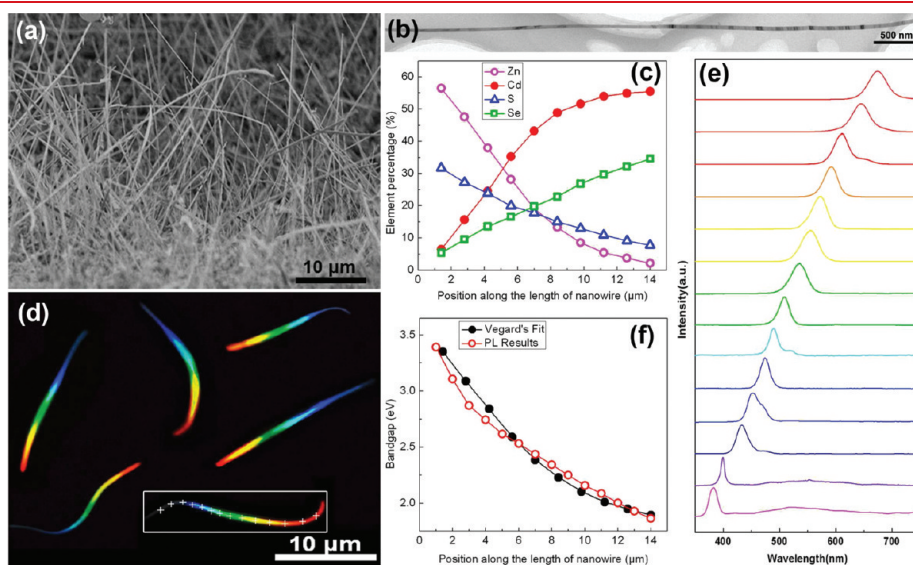 (a)
10 µm
(b)
500 nm
(c)
Zn
Cd
S
Se
Element percentage (%)
60
50
40
30
20
10
0
0 2 4 6 8 10 12 14
Position along the length of nanowire (µm)
(d)
10 µm
(e)
Intensity(a.u.)
400 500 600 700
Wavelength(nm)
(f)
Vegard's Fit
PL Results
Bandgap (eV)
3.5
3.0
2.5
2.0
0 2 4 6 8 10 12 14
Position along the length of nanowire (µm)